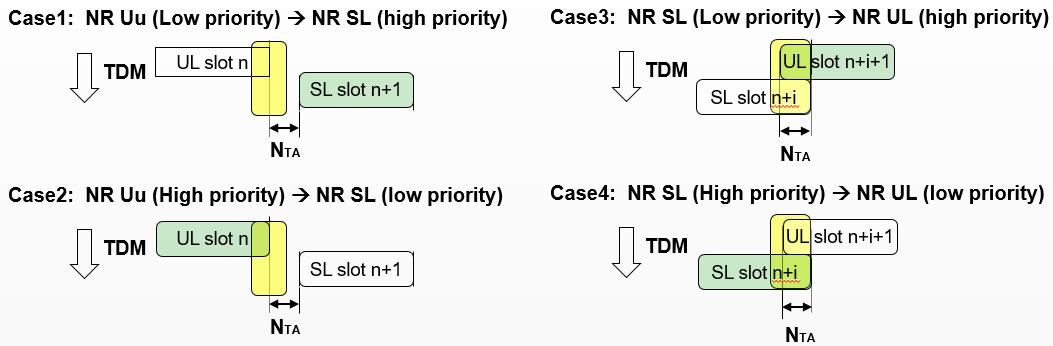 Case1: NR Uu (Low priority) → NR SL (high priority)
TDM
UL slot n
SL slot n+1
NTA
Case2: NR Uu (High priority) → NR SL (low priority)
TDM
UL slot n
SL slot n+1
NTA
Case3: NR SL (Low priority) → NR UL (high priority)
TDM
UL slot n+i+1
SL slot n+i
NTA
Case4: NR SL (High priority) → NR UL (low priority)
TDM
UL slot n+i+1
SL slot n+i
NTA